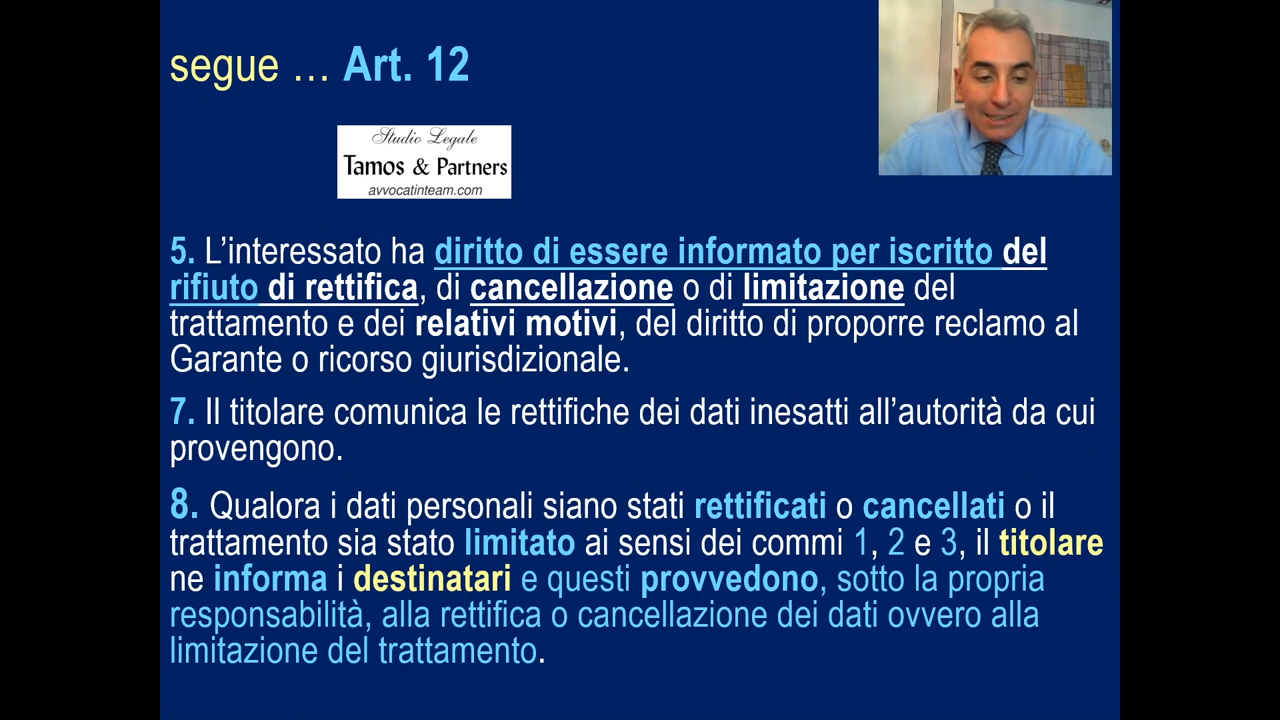 segue … Art. 12
Studio Legale
Tamos & Partners
avvocatinteam.com
5. L’interessato ha diritto di essere informato per iscritto del
rifiuto di rettifica, di cancellazione o di limitazione del
trattamento e dei relativi motivi, del diritto di proporre reclamo al
Garante o ricorso giurisdizionale.
7. Il titolare comunica le rettifiche dei dati inesatti all’autorità da cui
provengono.
8. Qualora i dati personali siano stati rettificati o cancellati o il
trattamento sia stato limitato ai sensi dei commi 1, 2 e 3, il titolare
ne informa i destinatari e questi provvedono, sotto la propria
responsabilità, alla rettifica o cancellazione dei dati ovvero alla
limitazione del trattamento.